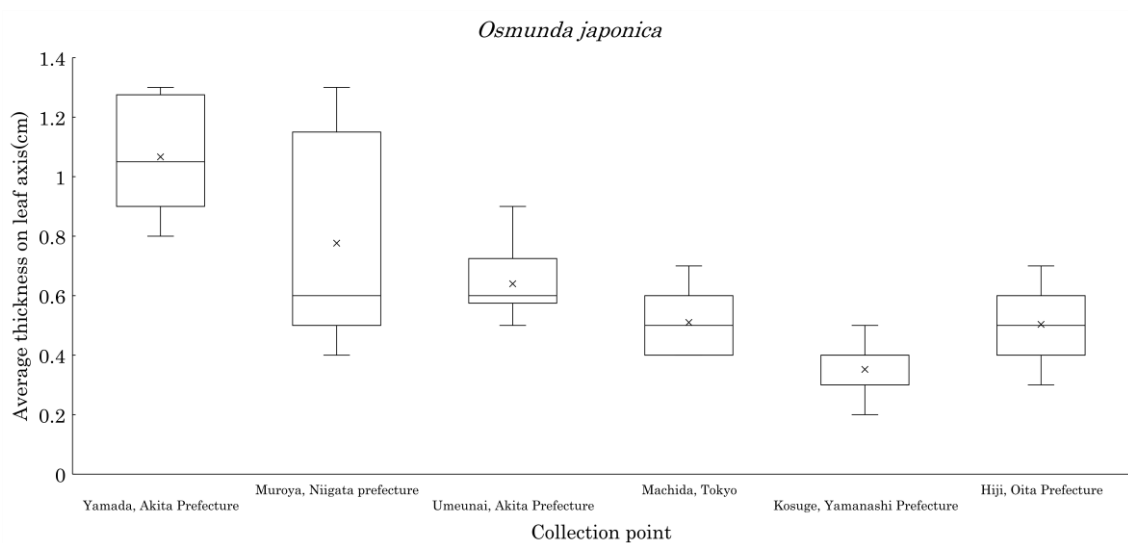 Osmunda japonica
1.4
1.2
1
0.8
0.6
0.4
0.2
0
Average thickness on leaf axis(cm)
Muroya, Niigata prefecture
Machida, Tokyo
Hiji, Oita Prefecture
Yamada, Akita Prefecture
Umeunai, Akita Prefecture
Kosuge, Yamanashi Prefecture
Collection point